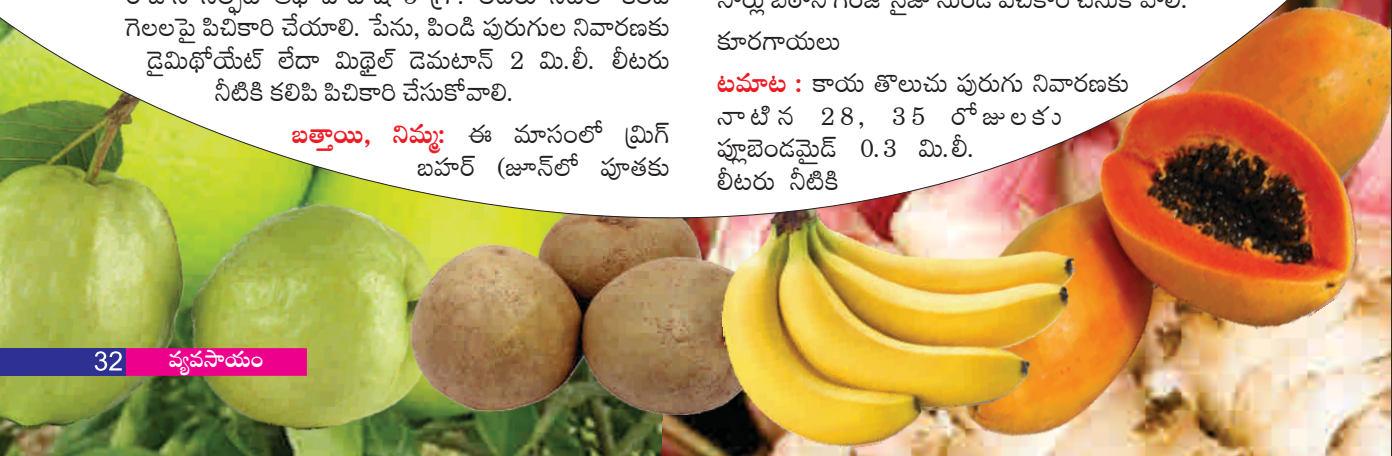 గెలలపై పిచికారి చేయాలి. పేను, పిండి పురుగుల నివారణకు
డైమిథోయేట్ లేదా మిథైల్ డెమటాన్ 2 మి.లీ. లీటరు
నీటికి కలిపి పిచికారి చేసుకోవాలి.
బత్తాయి, నిమ్మ: ఈ మాసంలో మ్రిగ్
బహర్ (జూన్‌లో పూతకు
కూరగాయలు
టమాట : కాయ తొలుచు పురుగు నివారణకు
నాటిన 28, 35 రోజులకు
ఫ్లూబెండమైడ్ 0.3 మి.లీ.
లీటరు నీటికి
32 వ్యవసాయం